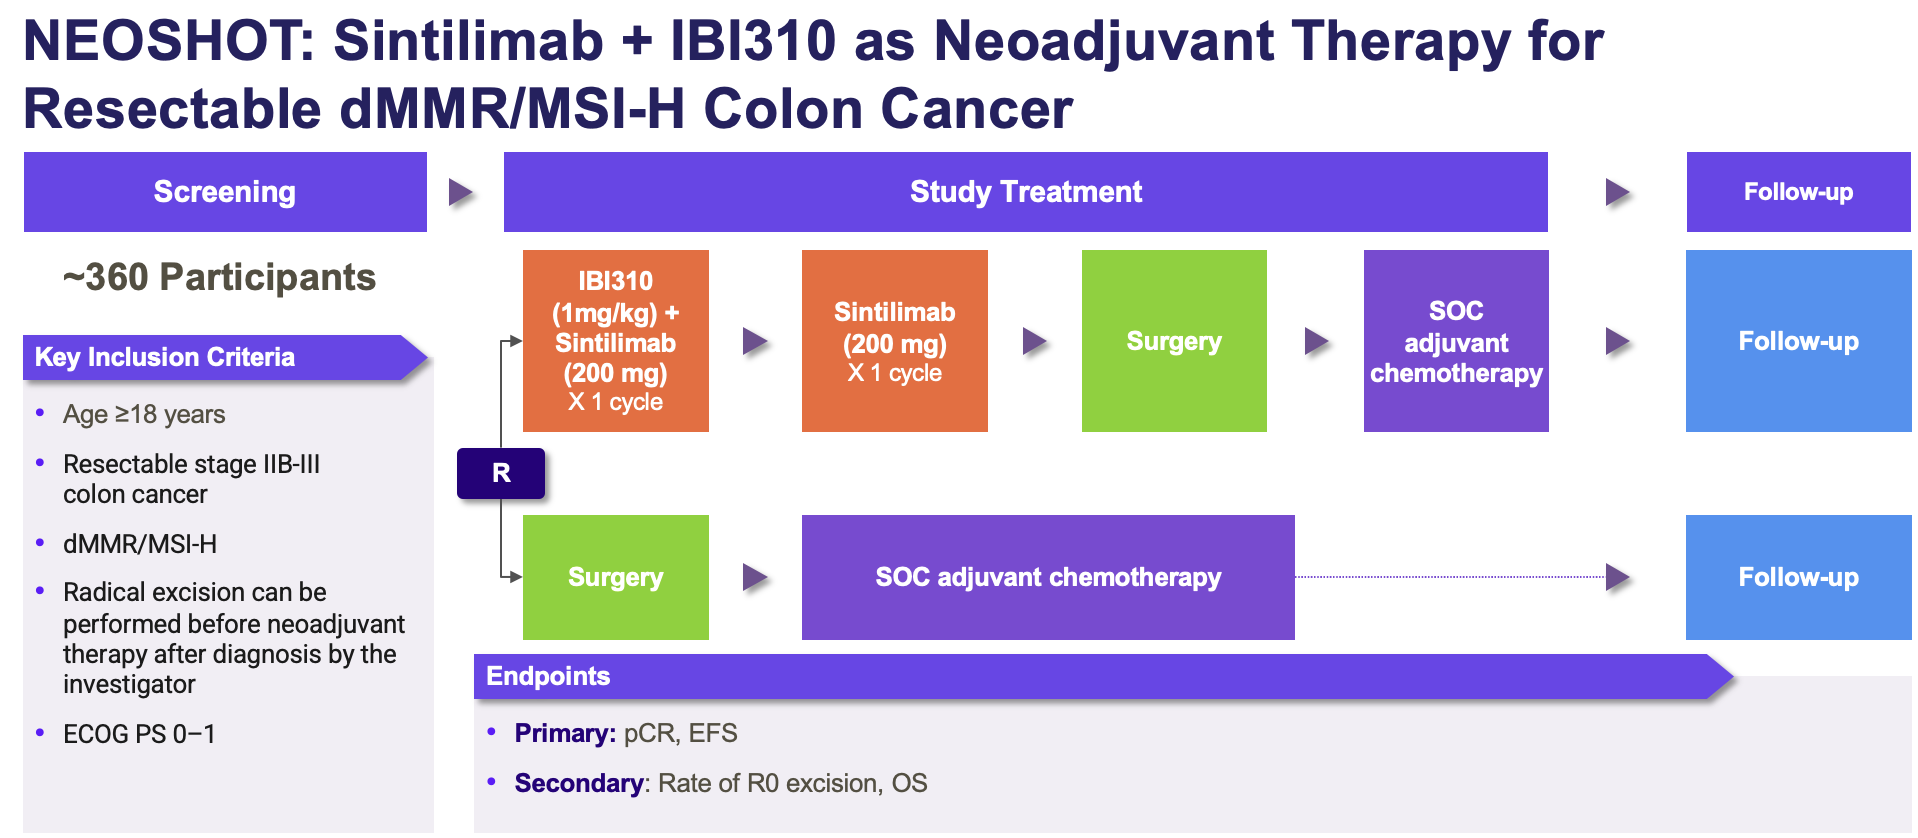 NEOSHOT: Sintilimab + IBI310 as Neoadjuvant Therapy for
Resectable dMMR/MSI-H Colon Cancer
Screening
Study Treatment
Follow-up
~360 Participants
Key Inclusion Criteria
• Age ≥18 years
• Resectable stage IIB-III
colon cancer
• dMMR/MSI-H
• Radical excision can be
performed before neoadjuvant
therapy after diagnosis by the
investigator
• ECOG PS 0–1
R
IBI310
(1mg/kg) +
Sintilimab
(200 mg)
X 1 cycle
Sintilimab
(200 mg)
X 1 cycle
Surgery
SOC
adjuvant
chemotherapy
Follow-up
Surgery
SOC adjuvant chemotherapy
Follow-up
Endpoints
• Primary: pCR, EFS
• Secondary: Rate of R0 excision, OS